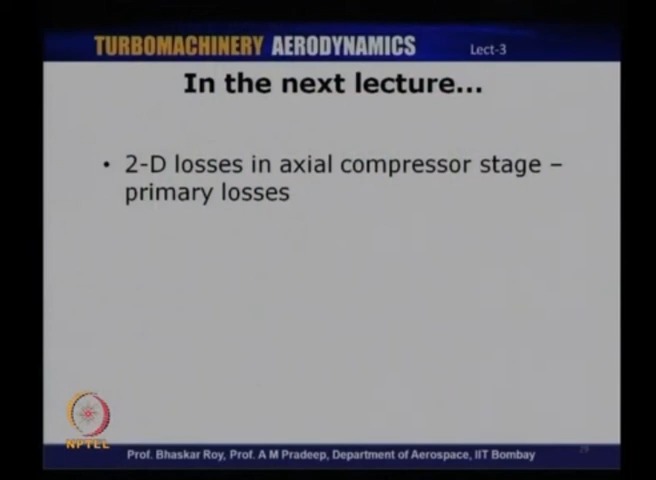 TURBOMACHINERY AERODYNAMICS
Lect-3
In the next lecture...
• 2-D losses in axial compressor stage –
primary losses
NPTEL
Prof. Bhaskar Roy, Prof. A M Pradeep, Department of Aerospace, IIT Bombay